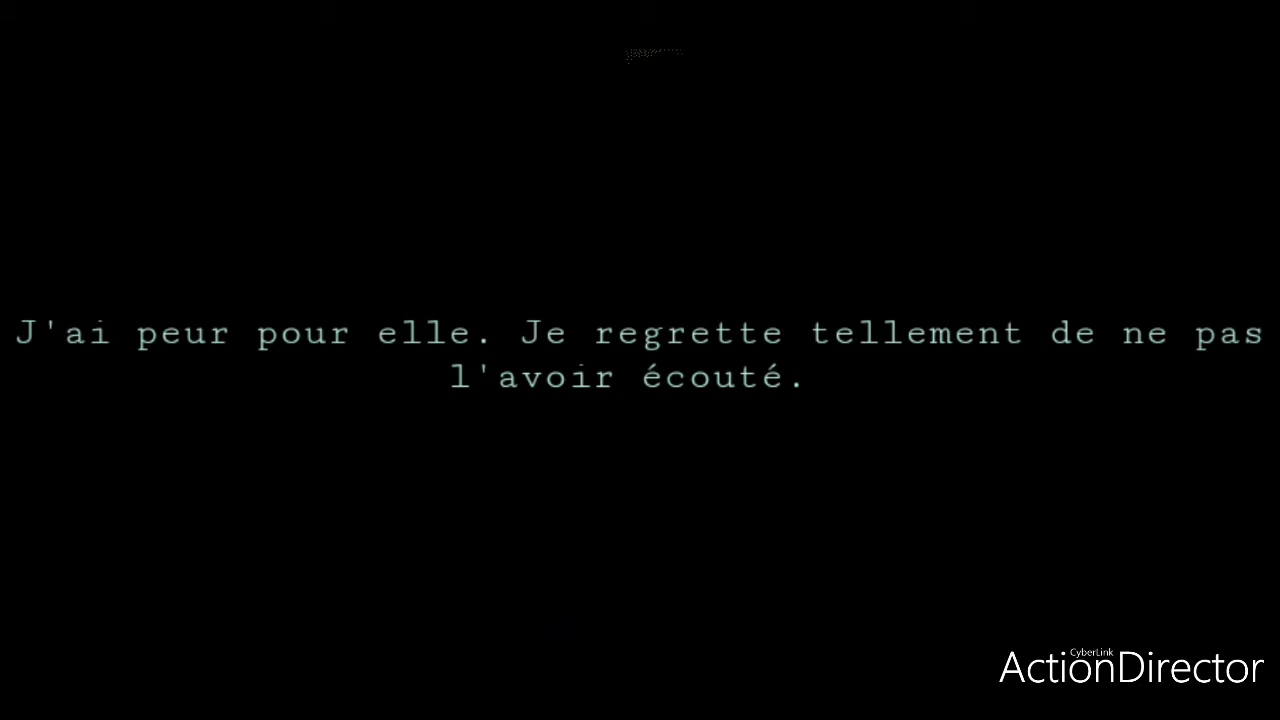 J'ai peur pour elle. Je regrette tellement de ne pas
l'avoir écouté.
CyberLink
ActionDirector